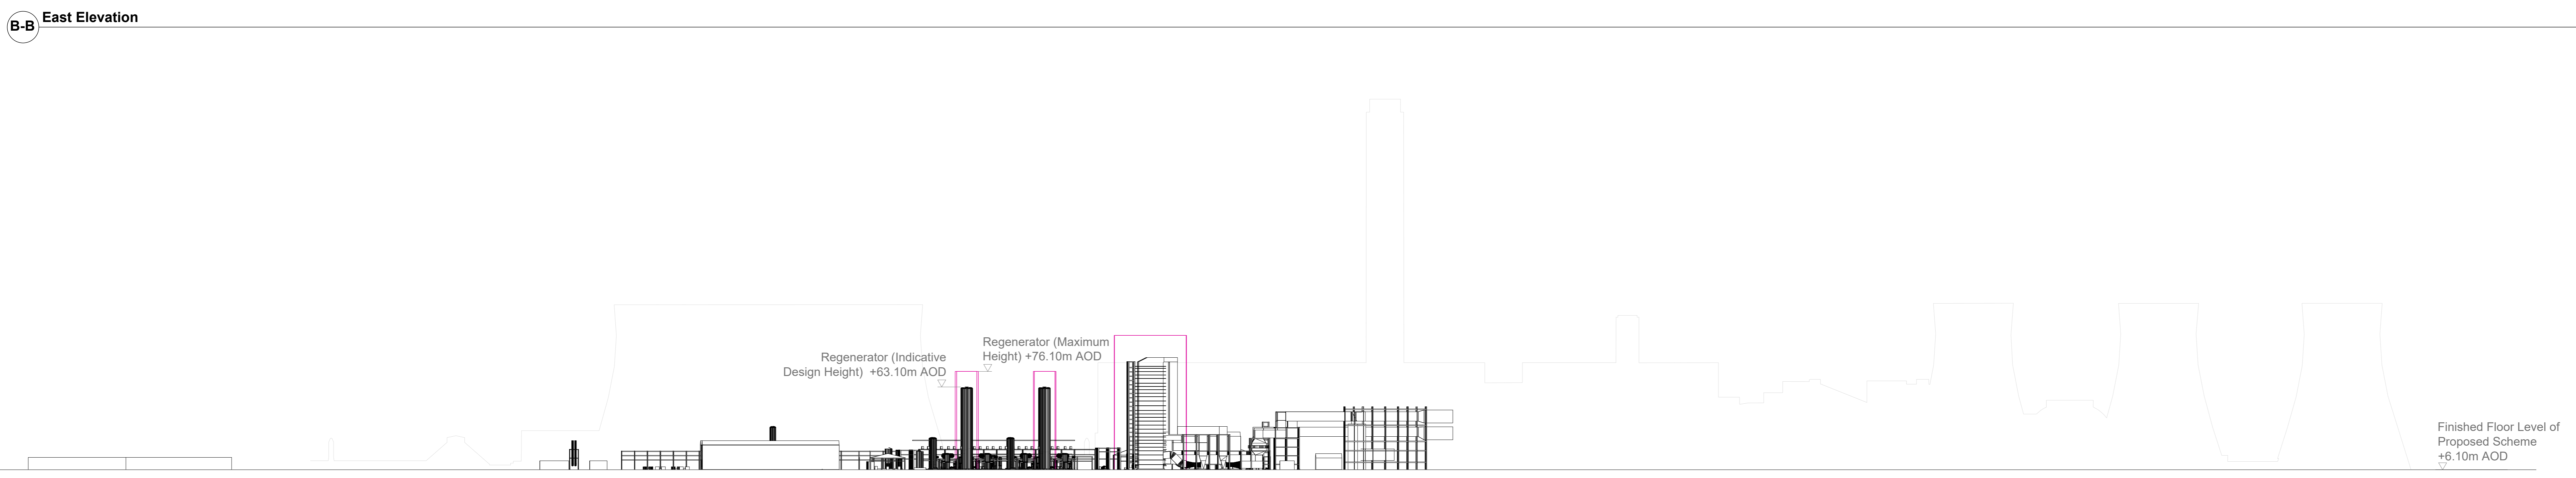 B-B
East Elevation
Regenerator (Maximum
Height) +76.10m AOD
Regenerator (Indicative
Design Height) +63.10m AOD
Finished Floor Level of
Proposed Scheme
+6.10m AOD